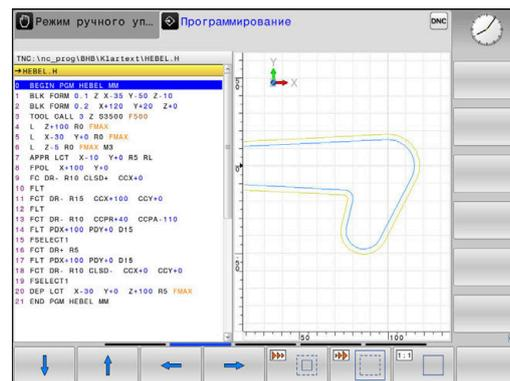 Режим ручного уп...
Программирование
DNC
TNC:\nc_prog\BHB\Klartext\HEBEL.H
→HEBEL.H
0 BEGIN PGM HEBEL MM
1 BLK FORM 0.1 Z X-35 Y-50 Z-10
2 BLK FORM 0.2 X+120 Y+20 Z+0
3 TOOL CALL 3 Z S3500 F500
4 L Z+100 R0 FMAX
5 L X-30 Y+0 R0 FMAX
6 L Z-5 R0 FMAX M3
7 APPR LCT X-10 Y+0 R5 RL
8 FPOL X+100 Y+0
9 FC DR- R10 CLSD+ CCX+0
10 FLT
11 FCT DR- R15 CCX+100 CCY+0
12 FLT
13 FCT DR- R10 CCPR+40 CCPA-110
14 FLT PDX+100 PDY+0 D15
15 FSELECT1
16 FCT DR+ R5
17 FLT PDX+100 PDY+0 D15
18 FCT DR- R10 CLSD- CCX+0 CCY+0
19 FSELECT1
20 DEP LCT X-30 Y+0 Z+100 R5 FMAX
21 END PGM HEBEL MM
Y
X
50
100
1:1